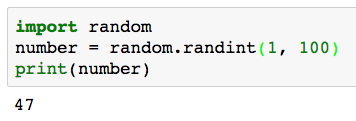 import random
number = random.randint(1, 100)
print(number)
47